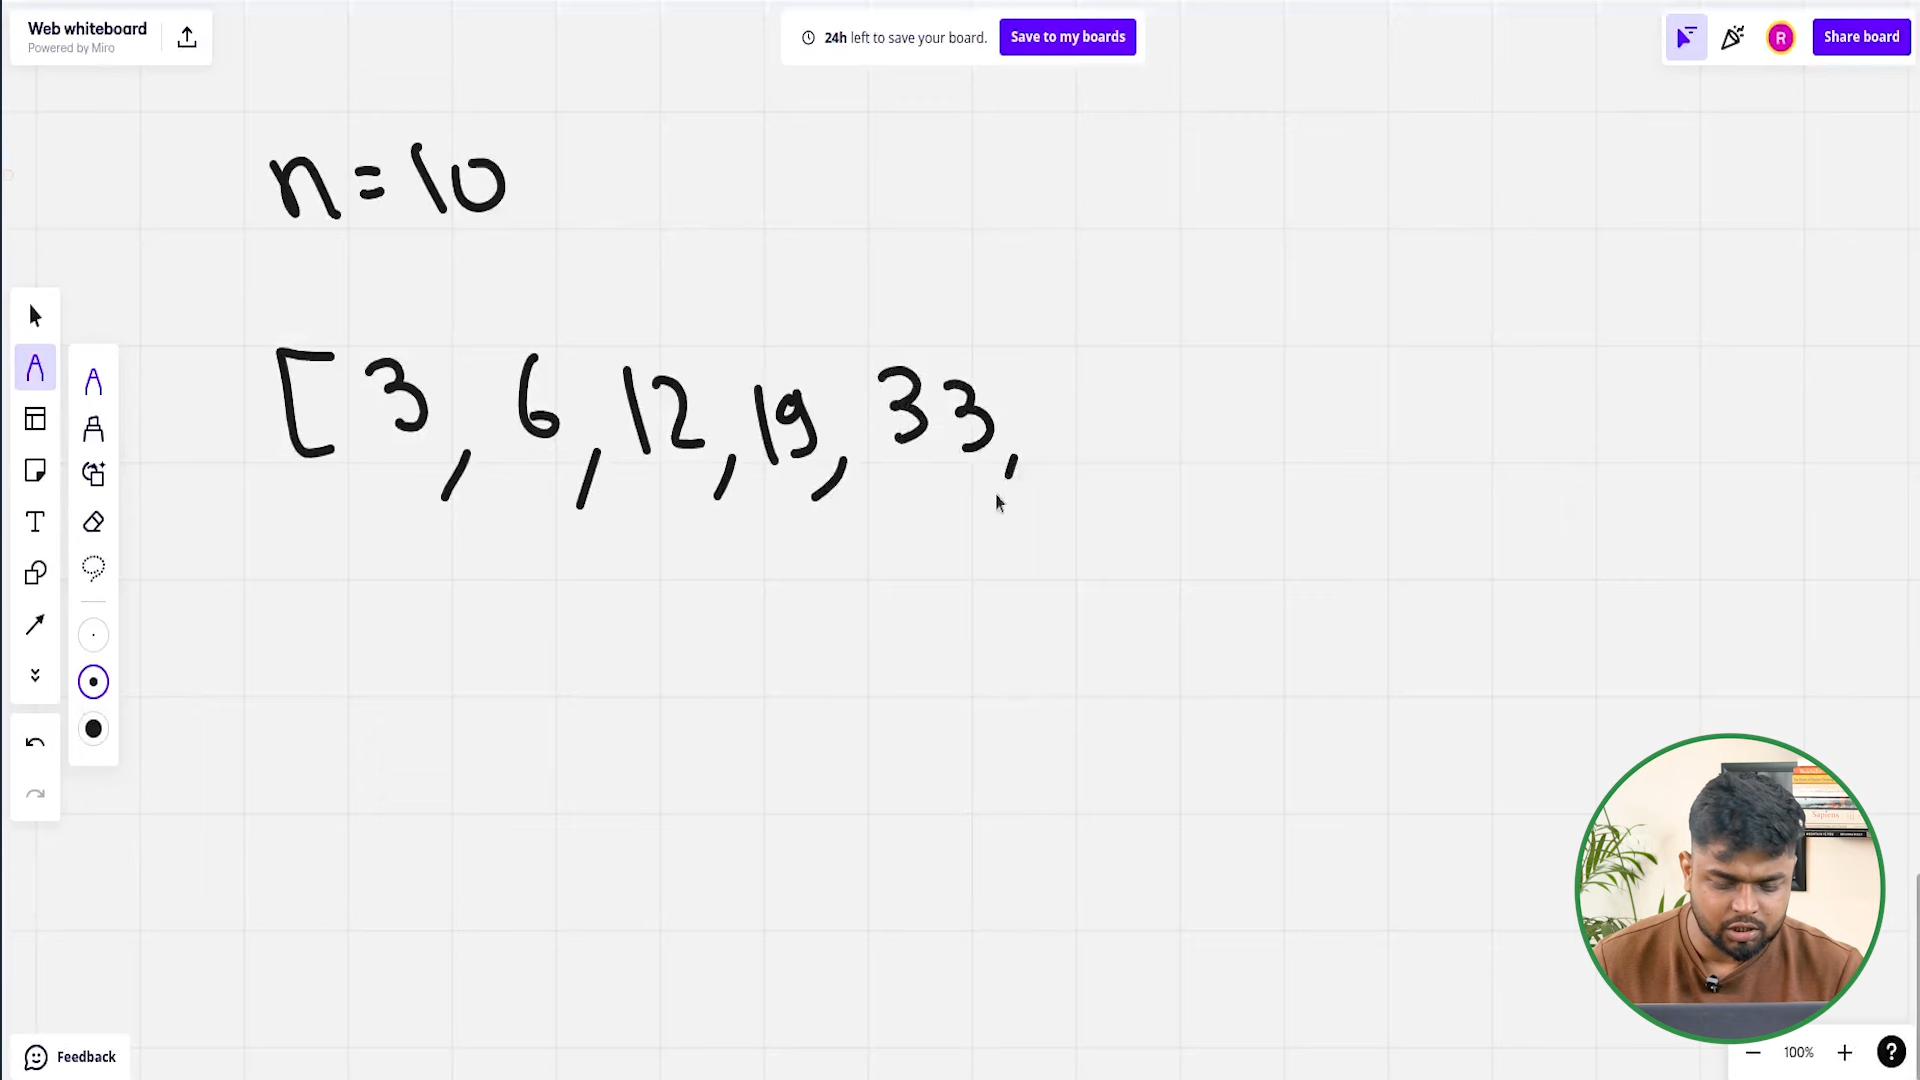 Web whiteboard
Powered by Miro
24h left to save your board.
Save to my boards
R
Share board
n=10
[3, 6, 12, 19, 33,
T
Sapiens
Feedback
100%
?